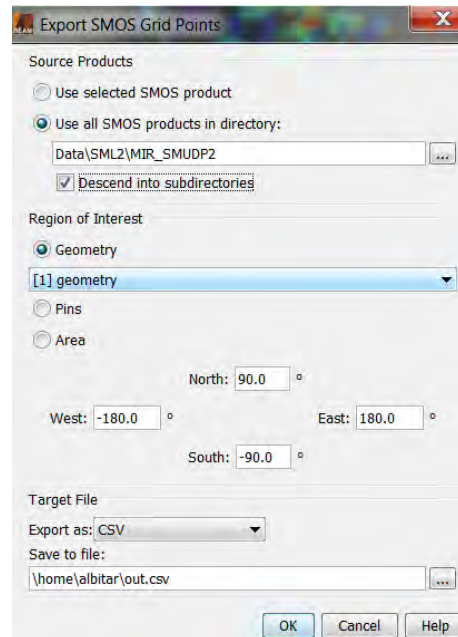 Export SMOS Grid Points
Source Products
Use selected SMOS product
Use all SMOS products in directory:
Data\SML2\MIR_SMUDP2
...
Descend into subdirectories
Region of Interest
Geometry
[1] geometry
Pins
Area
North: 90.0 °
West: -180.0 ° East: 180.0 °
South: -90.0 °
Target File
Export as: CSV
Save to file:
\home\albitar\out.csv
...
OK Cancel Help